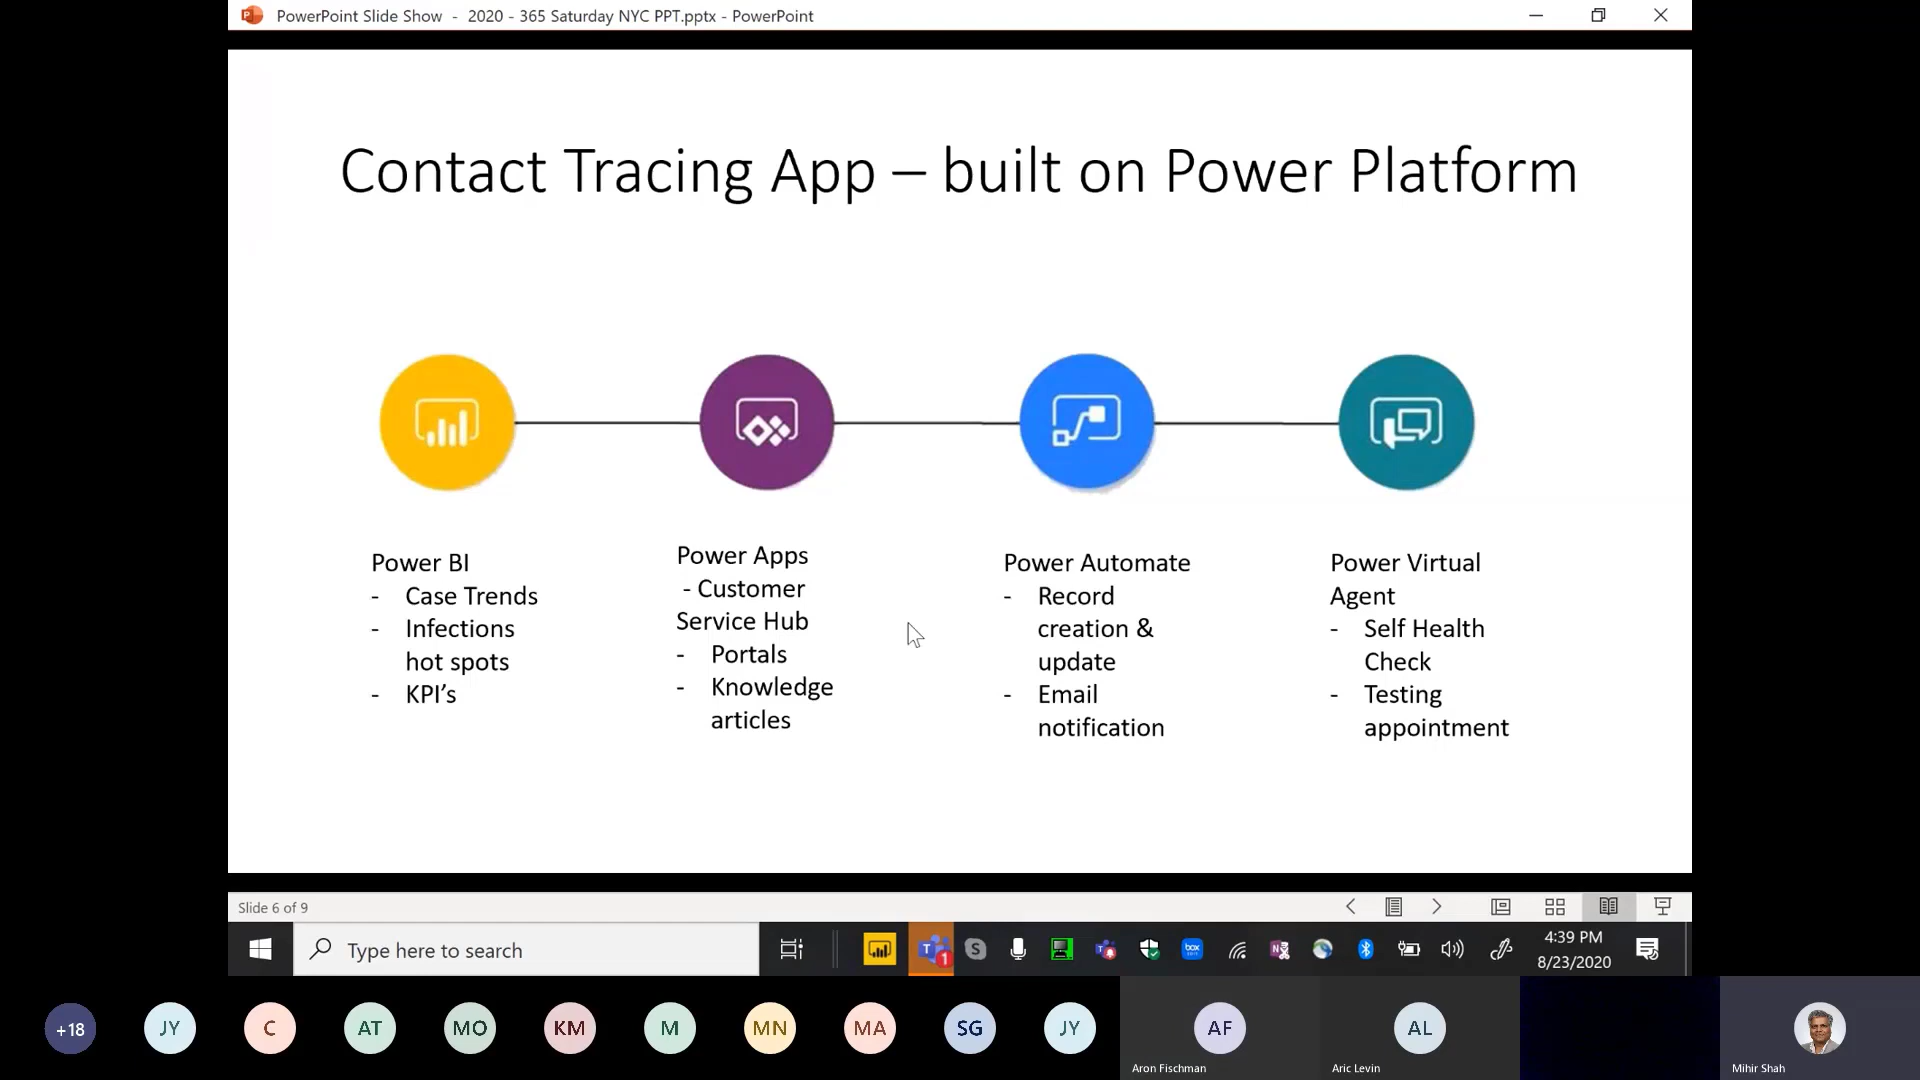 PowerPoint Slide Show - 2020 - 365 Saturday NYC PPT.pptx - PowerPoint
Contact Tracing App – built on Power Platform
Power BI
- Case Trends
- Infections
hot spots
- KPI’s
Power Apps
- Customer
Service Hub
- Portals
- Knowledge
articles
Power Automate
- Record
creation &
update
- Email
notification
Power Virtual
Agent
- Self Health
Check
- Testing
appointment
Slide 6 of 9
Type here to search
1
box
4:39 PM
8/23/2020
+18
JY
C
AT
MO
KM
M
MN
MA
SG
JY
AF
Aron Fischman
AL
Aric Levin
Mihir Shah